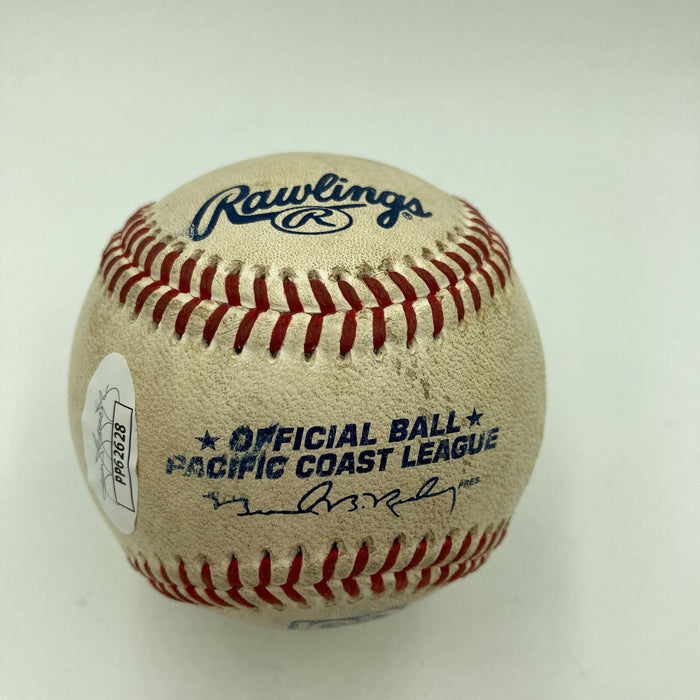 Rawlings
R
★ OFFICIAL BALL ★
PACIFIC COAST LEAGUE
PRES.
PP62628